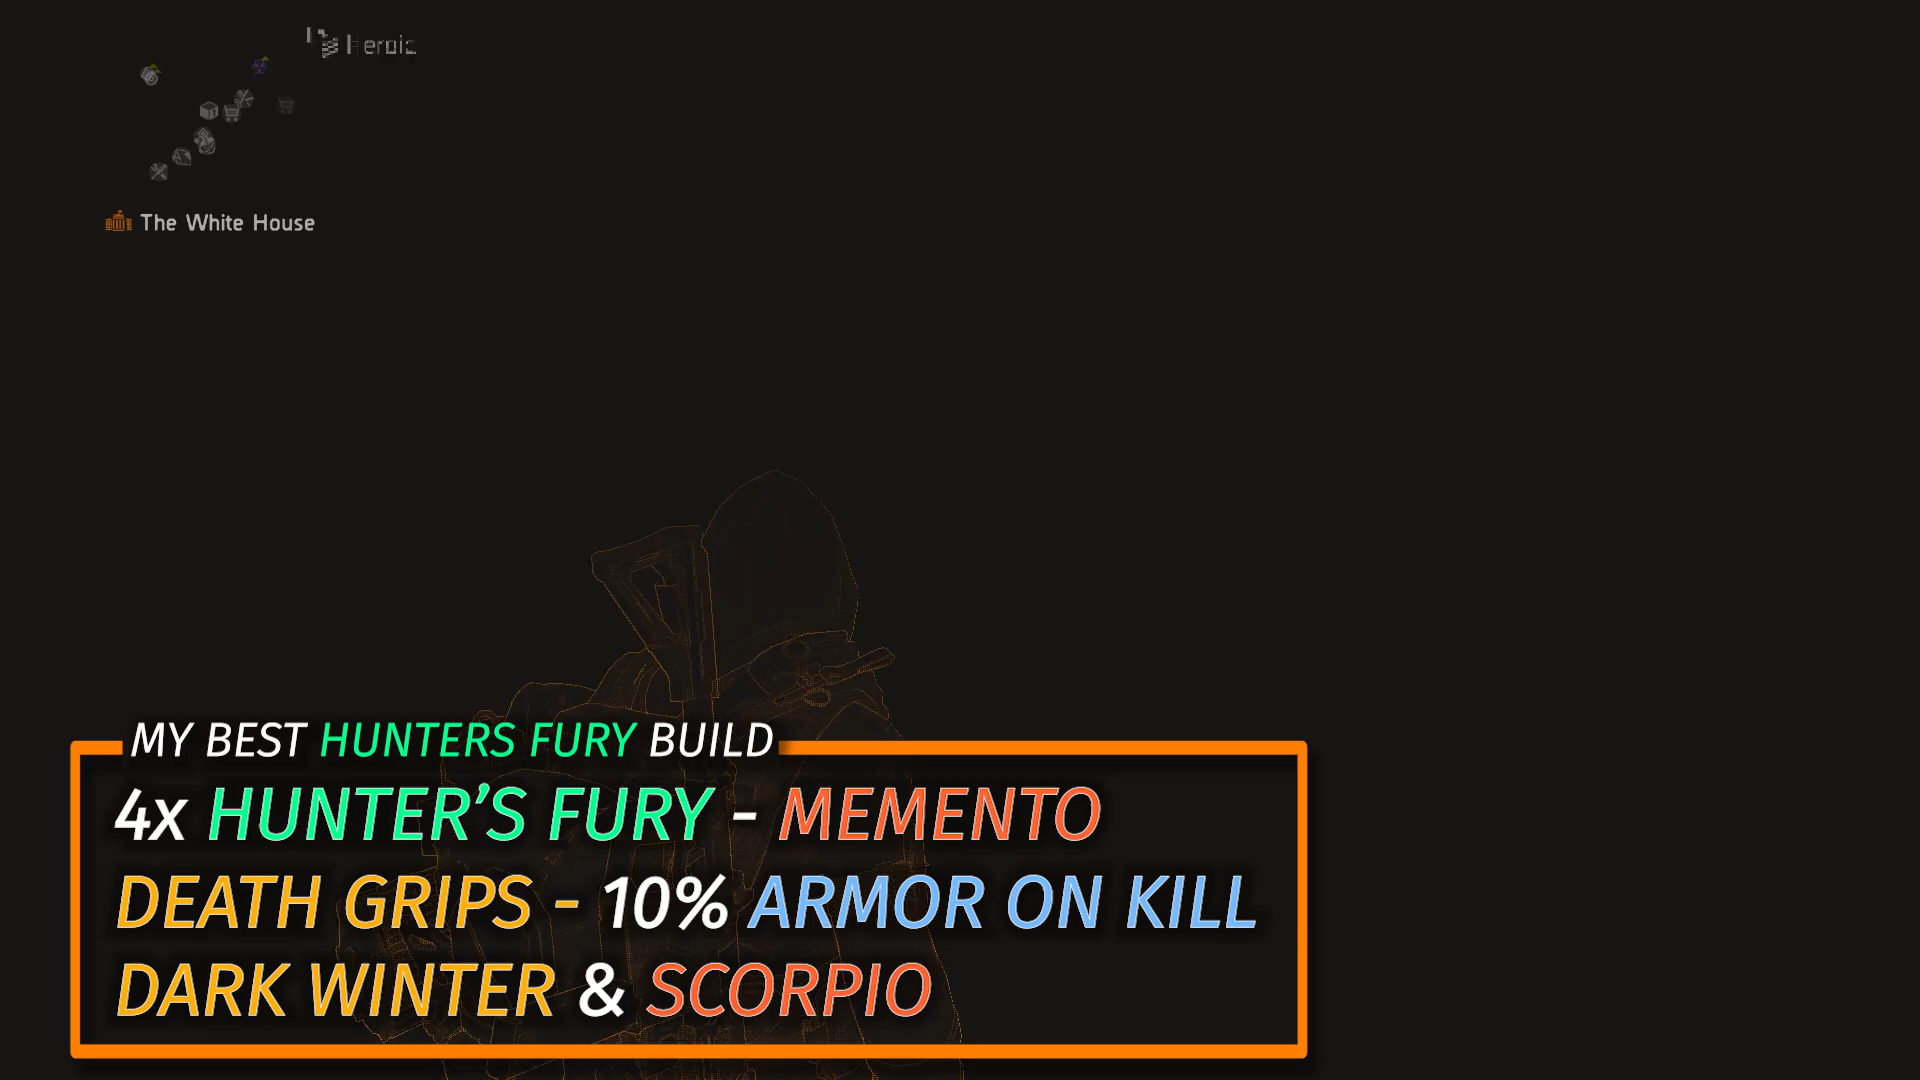 Heroic
The White House
MY BEST HUNTERS FURY BUILD
4x HUNTER’S FURY - MEMENTO
DEATH GRIPS - 10% ARMOR ON KILL
DARK WINTER & SCORPIO